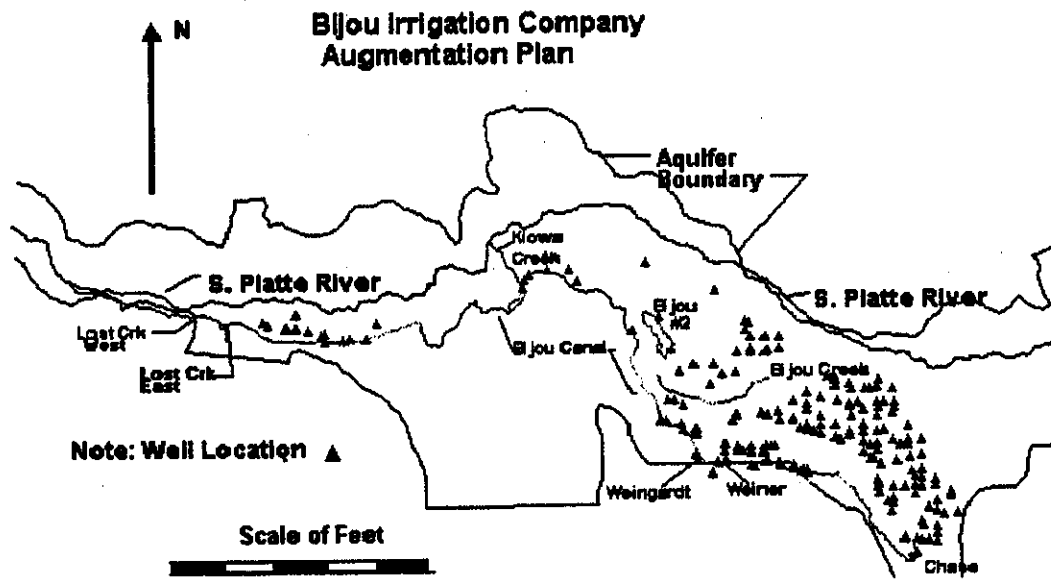 Bijou Irrigation Company
Augmentation Plan
N
Aquifer
Boundary
Kiowa
Creek
S. Platte River
S. Platte River
Bijou
#2
Lost Crk
West
Bijou Canal
Bijou Creek
Lost Crk
East
Note: Well Location
Weingardt
Weiner
Scale of Feet
Chase